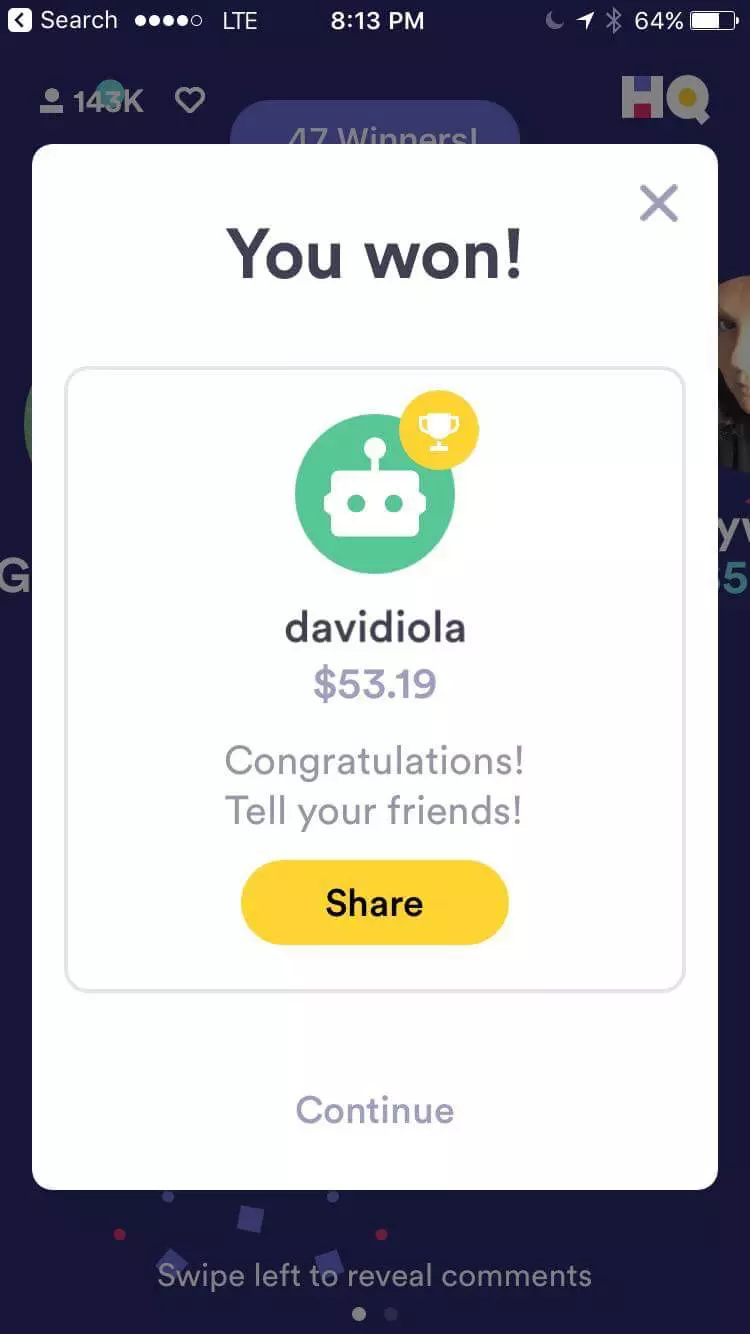 Search LTE 8:13 PM 64%
143K HQ
47 Winners!
You won!
davidiola
$53.19
Congratulations!
Tell your friends!
Share
Continue
Swipe left to reveal comments